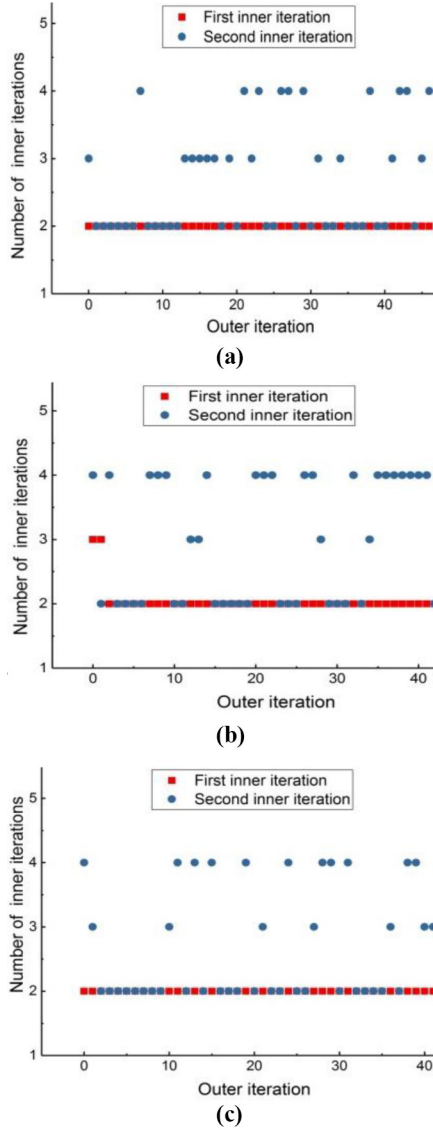 First inner iteration
Second inner iteration
Number of inner iterations
5
4
3
2
1
0
10
20
30
40
Outer iteration
(a)
First inner iteration
Second inner iteration
Number of inner iterations
5
4
3
2
1
0
10
20
30
40
Outer iteration
(b)
First inner iteration
Second inner iteration
Number of inner iterations
5
4
3
2
1
0
10
20
30
40
Outer iteration
(c)